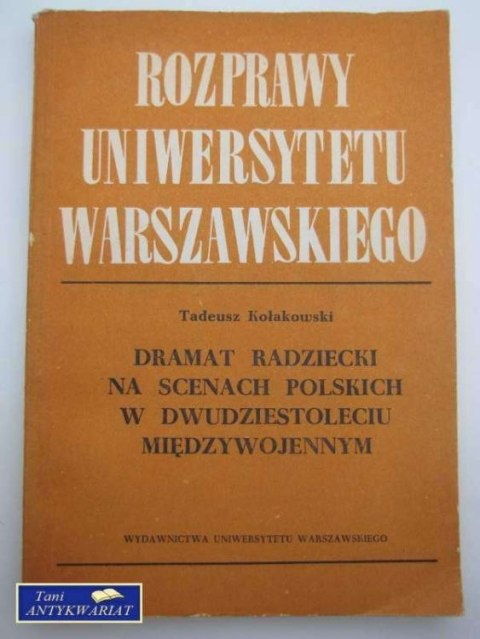 ROZPRAWY
UNIWERSYTETU
WARSZAWSKIEGO
Tadeusz Kołakowski
DRAMAT RADZIECKI
NA SCENACH POLSKICH
W DWUDZIESTOLECIU
MIĘDZYWOJENNYM
WYDAWNICTWA UNIWERSYTETU WARSZAWSKIEGO
Tani
ANTYKWARIAT